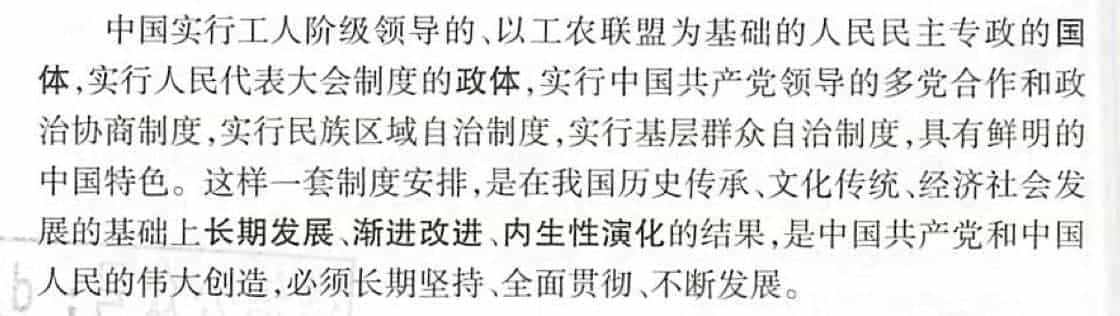 中国实行工人阶级领导的、以工农联盟为基础的人民民主专政的国
体,实行人民代表大会制度的政体,实行中国共产党领导的多党合作和政
治协商制度,实行民族区域自治制度,实行基层群众自治制度,具有鲜明的
中国特色。这样一套制度安排,是在我国历史传承、文化传统、经济社会发
展的基础上长期发展、渐进改进、内生性演化的结果,是中国共产党和中国
人民的伟大创造,必须长期坚持、全面贯彻、不断发展。